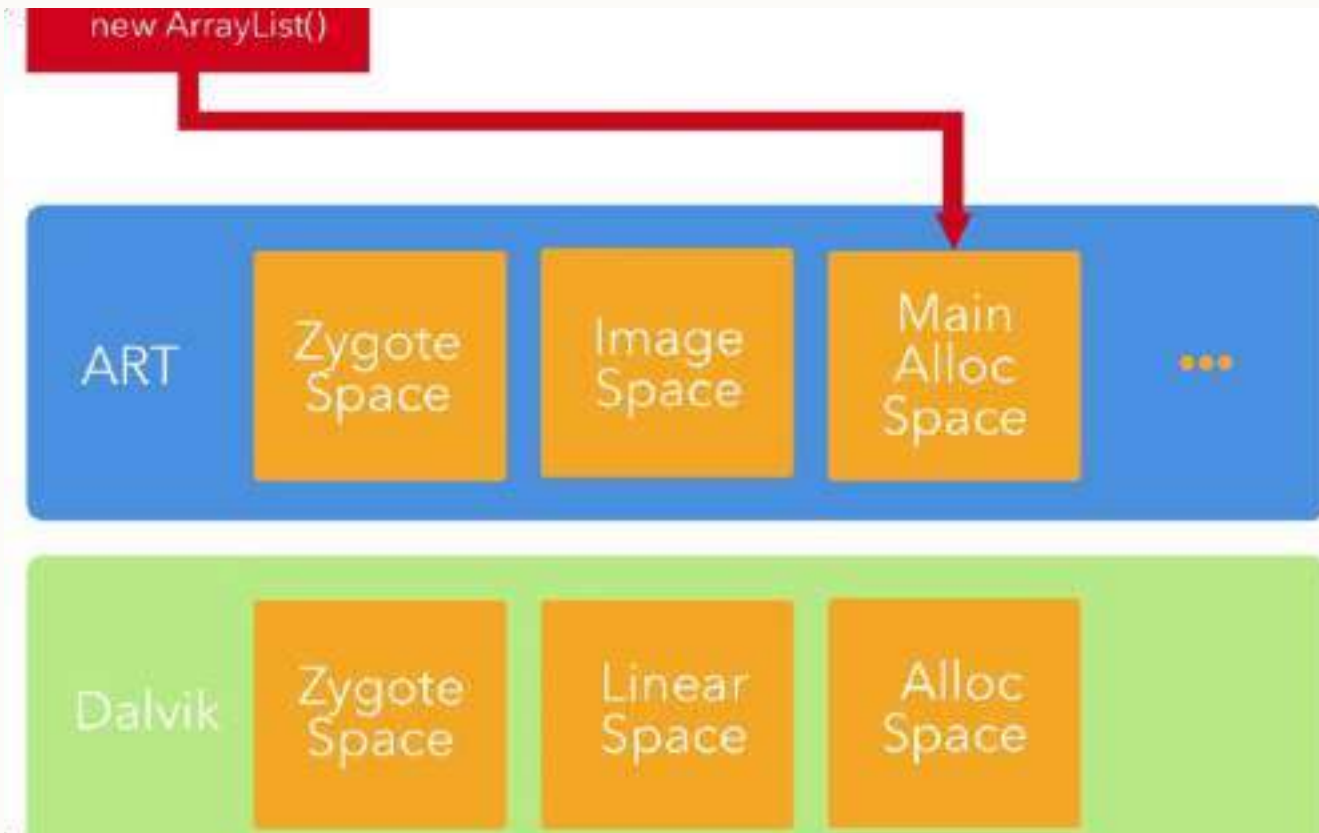 new ArrayList()
ART
Zygote
Space
Image
Space
Main
Alloc
Space
...
Dalvik
Zygote
Space
Linear
Space
Alloc
Space